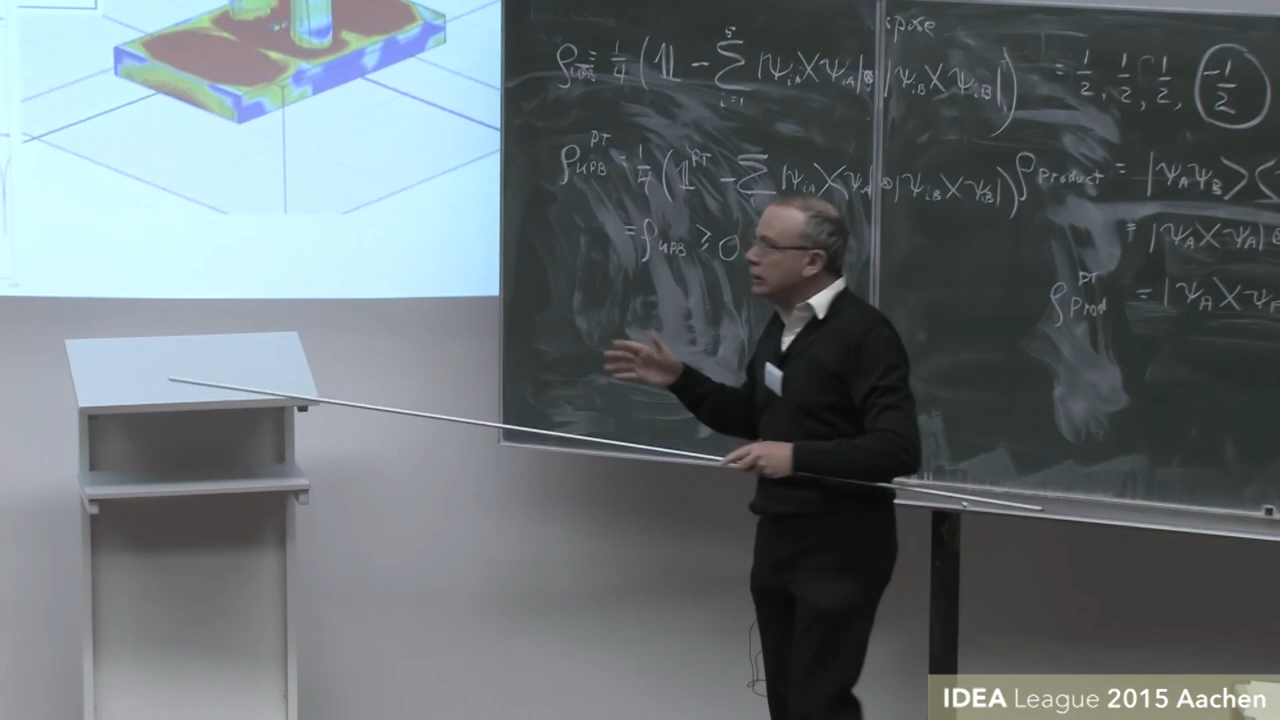 pose
ρ_UPB = 1/4 (𝟙 - Σ_{i=1}^{5} |ψ_iA X ψ_iA| ⊗ |ψ_iB X ψ_iB|)
= 1/2, 1/2, 1/2, -1/2
ρ_UPB^PT = 1/4 (𝟙^PT - Σ |ψ_iA X ψ_iA| ⊗ |ψ_iB X ψ_iB|)
= ρ_UPB ≥ 0
ρ_Product = |ψ_A ψ_B> <
= |ψ_A X ψ_A| ⊗
ρ_Prod^PT = |ψ_A X ψ_A
IDEA League 2015 Aachen